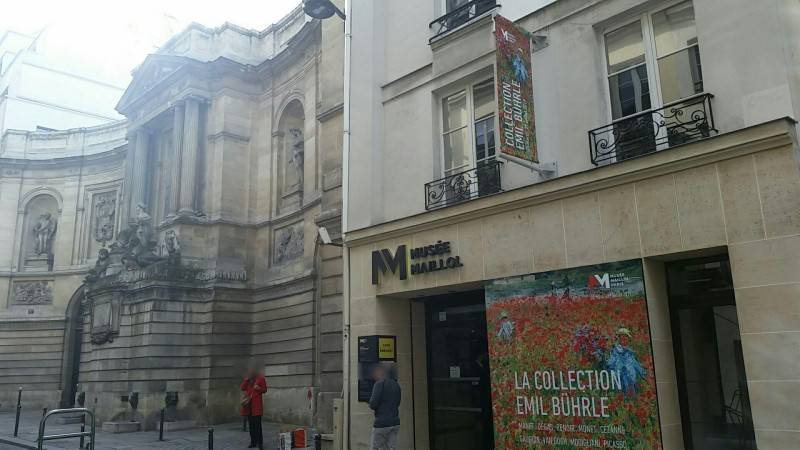 COLLECTION
EMIL BÜHRLE
M
MUSÉE
MAILLOL
M
MUSÉE
MAILLOL
PARIS
LA COLLECTION
EMIL BÜHRLE
MANET, DEGAS, RENOIR, MONET, CÉZANNE,
GAUGUIN, VAN GOGH, MODIGLIANI, PICASSO